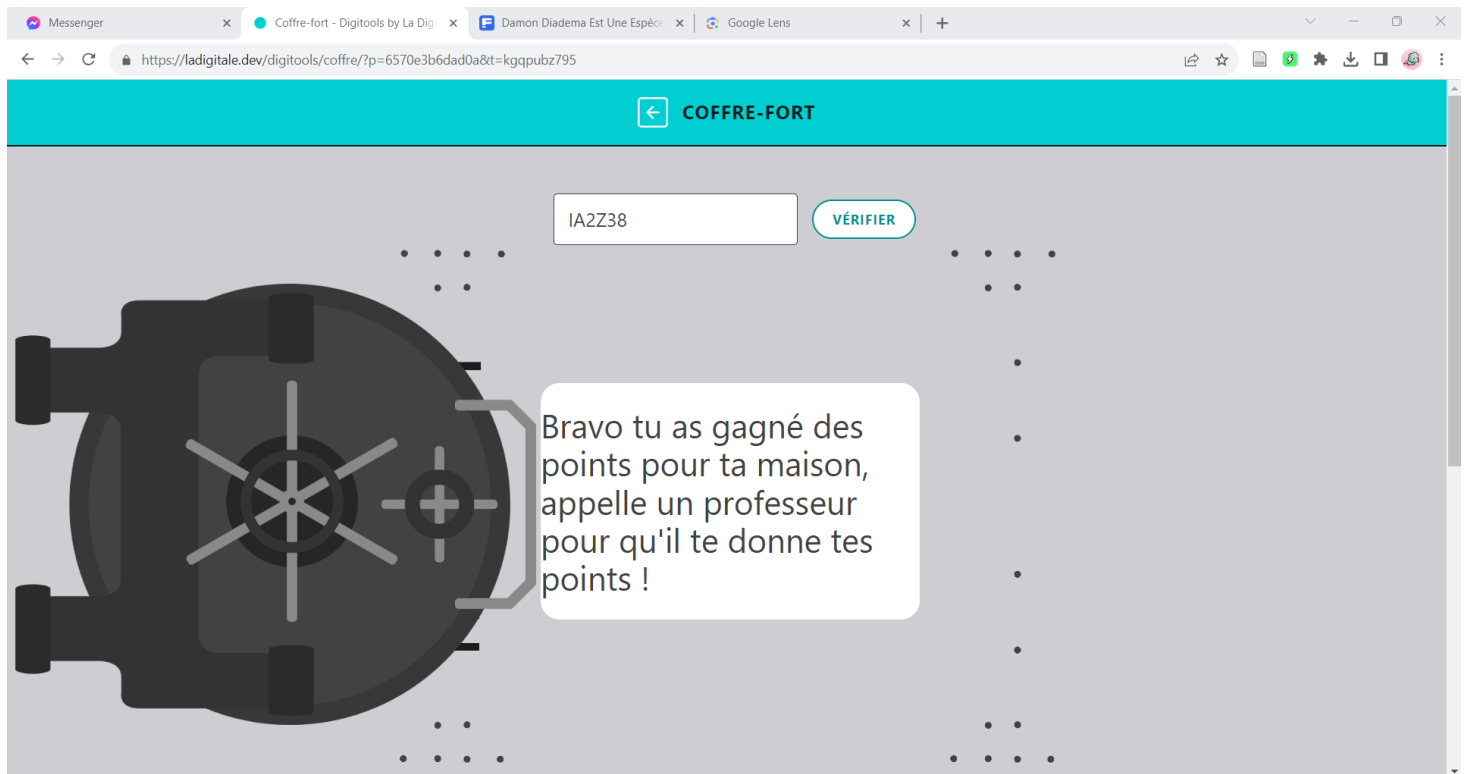 Messenger
Coffre-fort - Digitools by La Digi
Damon Diadema Est Une Espèce
Google Lens
https://ladigitale.dev/digitools/coffre/?p=6570e3b6dad0a&t=kgqpubz795
COFFRE-FORT
IA2Z38
VÉRIFIER
Bravo tu as gagné des
points pour ta maison,
appelle un professeur
pour qu'il te donne tes
points !